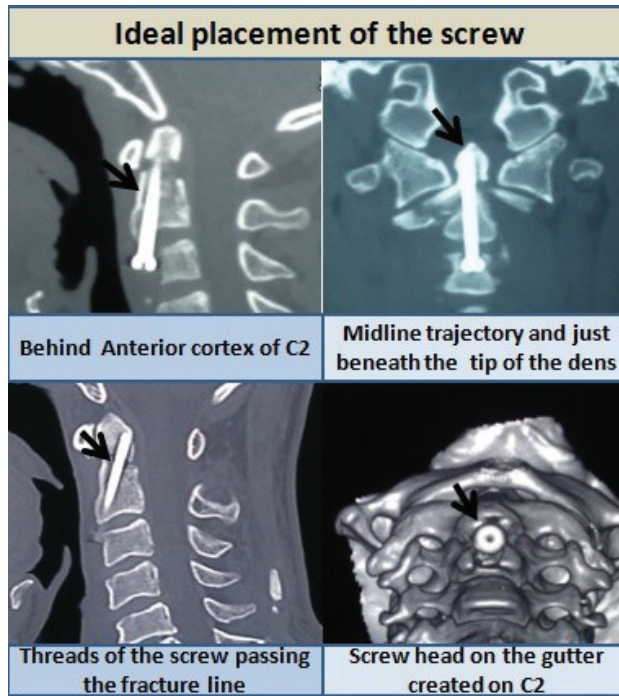 Ideal placement of the screw
Behind Anterior cortex of C2
Midline trajectory and just
beneath the tip of the dens
Threads of the screw passing
the fracture line
Screw head on the gutter
created on C2